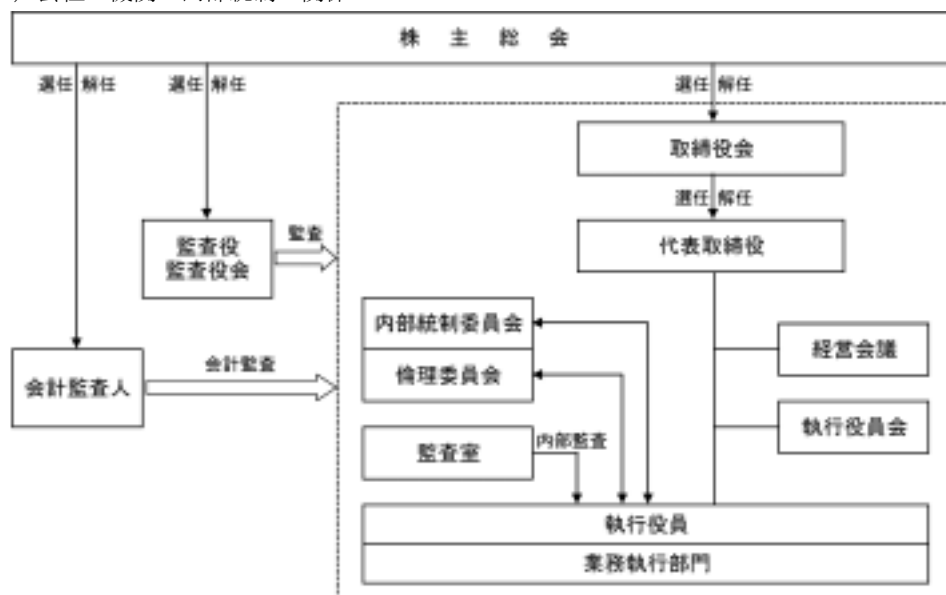 株主総会
選任 解任
選任 解任
選任 解任
取締役会
選任 解任
代表取締役
監査役
監査役会
監査
内部統制委員会
倫理委員会
経営会議
会計監査人
会計監査
執行役員会
監査室
内部監査
執行役員
業務執行部門